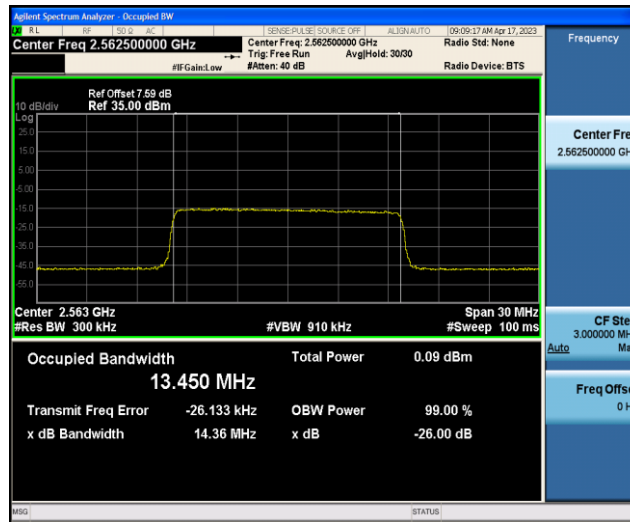 Agilent Spectrum Analyzer - Occupied BW
RL RF 50 Ω AC SENSE:PULSE SOURCE OFF ALIGN AUTO 09:09:17 AM Apr 17, 2023
Center Freq 2.562500000 GHz
Center Freq: 2.562500000 GHz
Radio Std: None
Trig: Free Run Avg|Hold: 30/30
#IFGain:Low
#Atten: 40 dB
Radio Device: BTS
Frequency
Ref Offset 7.59 dB
10 dB/div Ref 35.00 dBm
Log
25.0
15.0
5.00
-5.00
-15.0
-25.0
-35.0
-45.0
-55.0
Center Fre
2.562500000 GH
Center 2.563 GHz
Span 30 MHz
#Res BW 300 kHz
#VBW 910 kHz
#Sweep 100 ms
CF Ste
3.000000 MH
Auto Ma
Occupied Bandwidth
Total Power 0.09 dBm
13.450 MHz
Transmit Freq Error -26.133 kHz
OBW Power 99.00 %
x dB Bandwidth 14.36 MHz
x dB -26.00 dB
Freq Offse
0 H
MSG
STATUS